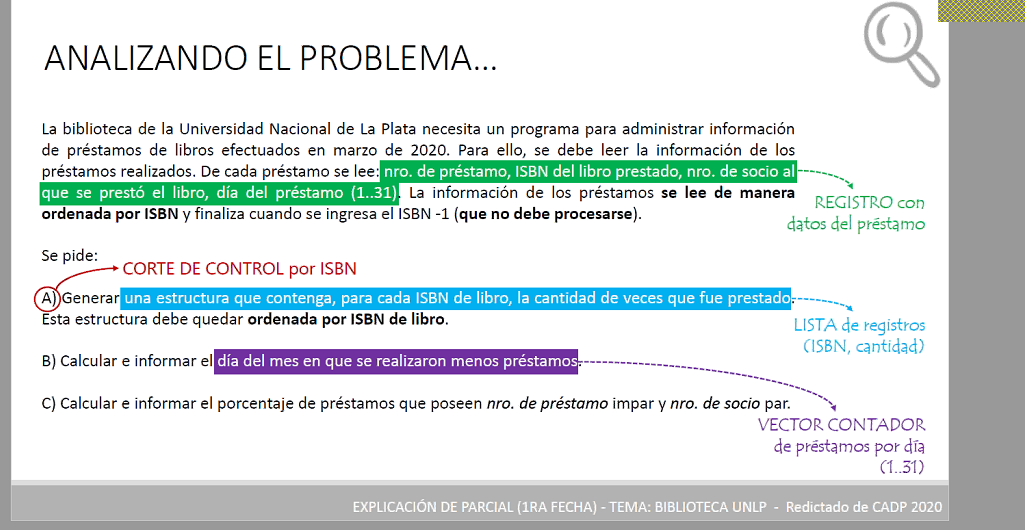 ANALIZANDO EL PROBLEMA...
La biblioteca de la Universidad Nacional de La Plata necesita un programa para administrar información
de préstamos de libros efectuados en marzo de 2020. Para ello, se debe leer la información de los
préstamos realizados. De cada préstamo se lee: nro. de préstamo, ISBN del libro prestado, nro. de socio al
que se prestó el libro, día del préstamo (1..31). La información de los préstamos se lee de manera
ordenada por ISBN y finaliza cuando se ingresa el ISBN -1 (que no debe procesarse).
REGISTRO con
datos del préstamo
Se pide:
CORTE DE CONTROL por ISBN
A) Generar una estructura que contenga, para cada ISBN de libro, la cantidad de veces que fue prestado.
Esta estructura debe quedar ordenada por ISBN de libro.
LISTA de registros
(ISBN, cantidad)
B) Calcular e informar el día del mes en que se realizaron menos préstamos.
C) Calcular e informar el porcentaje de préstamos que poseen nro. de préstamo impar y nro. de socio par.
VECTOR CONTADOR
de préstamos por día
(1..31)
EXPLICACIÓN DE PARCIAL (1RA FECHA) - TEMA: BIBLIOTECA UNLP - Redictado de CADP 2020